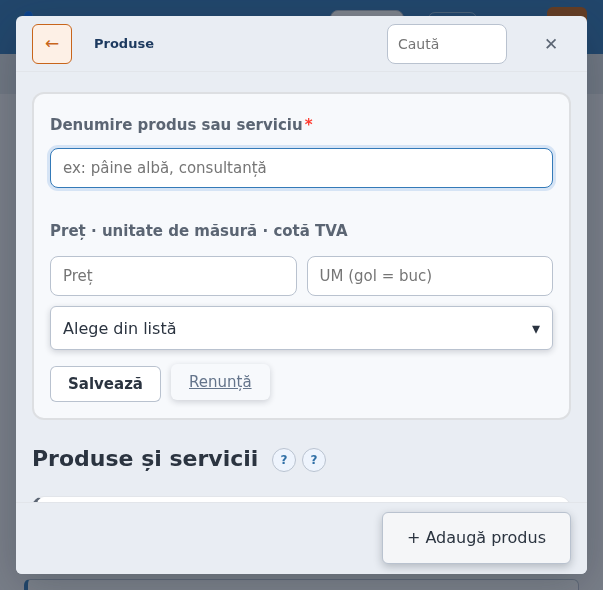 ← Produse Caută ✕
Denumire produs sau serviciu*
ex: pâine albă, consultanță
Preț · unitate de măsură · cotă TVA
Preț UM (gol = buc)
Alege din listă ▾
Salvează Renunță
Produse și servicii ? ?
+ Adaugă produs